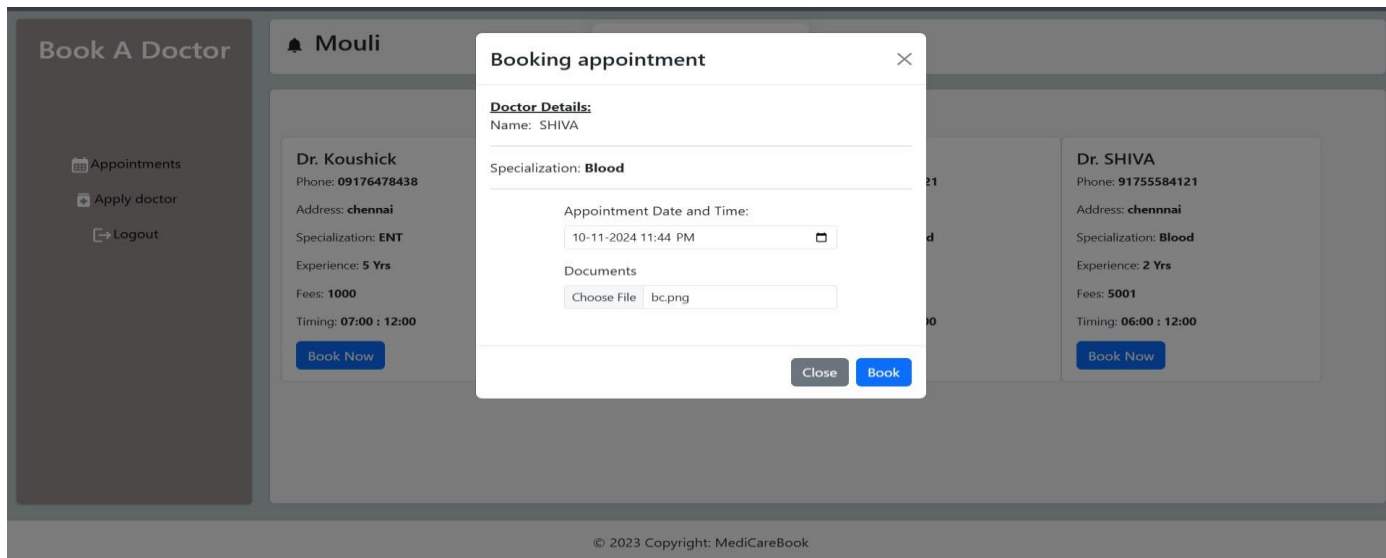 Book A Doctor
Appointments
Apply doctor
Logout
Mouli
Booking appointment
Doctor Details:
Name: SHIVA
Specialization: Blood
Appointment Date and Time:
10-11-2024 11:44 PM
Documents
Choose File bc.png
Close Book
Dr. Koushick
Phone: 09176478438
Address: chennai
Specialization: ENT
Experience: 5 Yrs
Fees: 1000
Timing: 07:00 : 12:00
Book Now
21
d
00
Dr. SHIVA
Phone: 91755584121
Address: chennnai
Specialization: Blood
Experience: 2 Yrs
Fees: 5001
Timing: 06:00 : 12:00
Book Now
© 2023 Copyright: MediCareBook